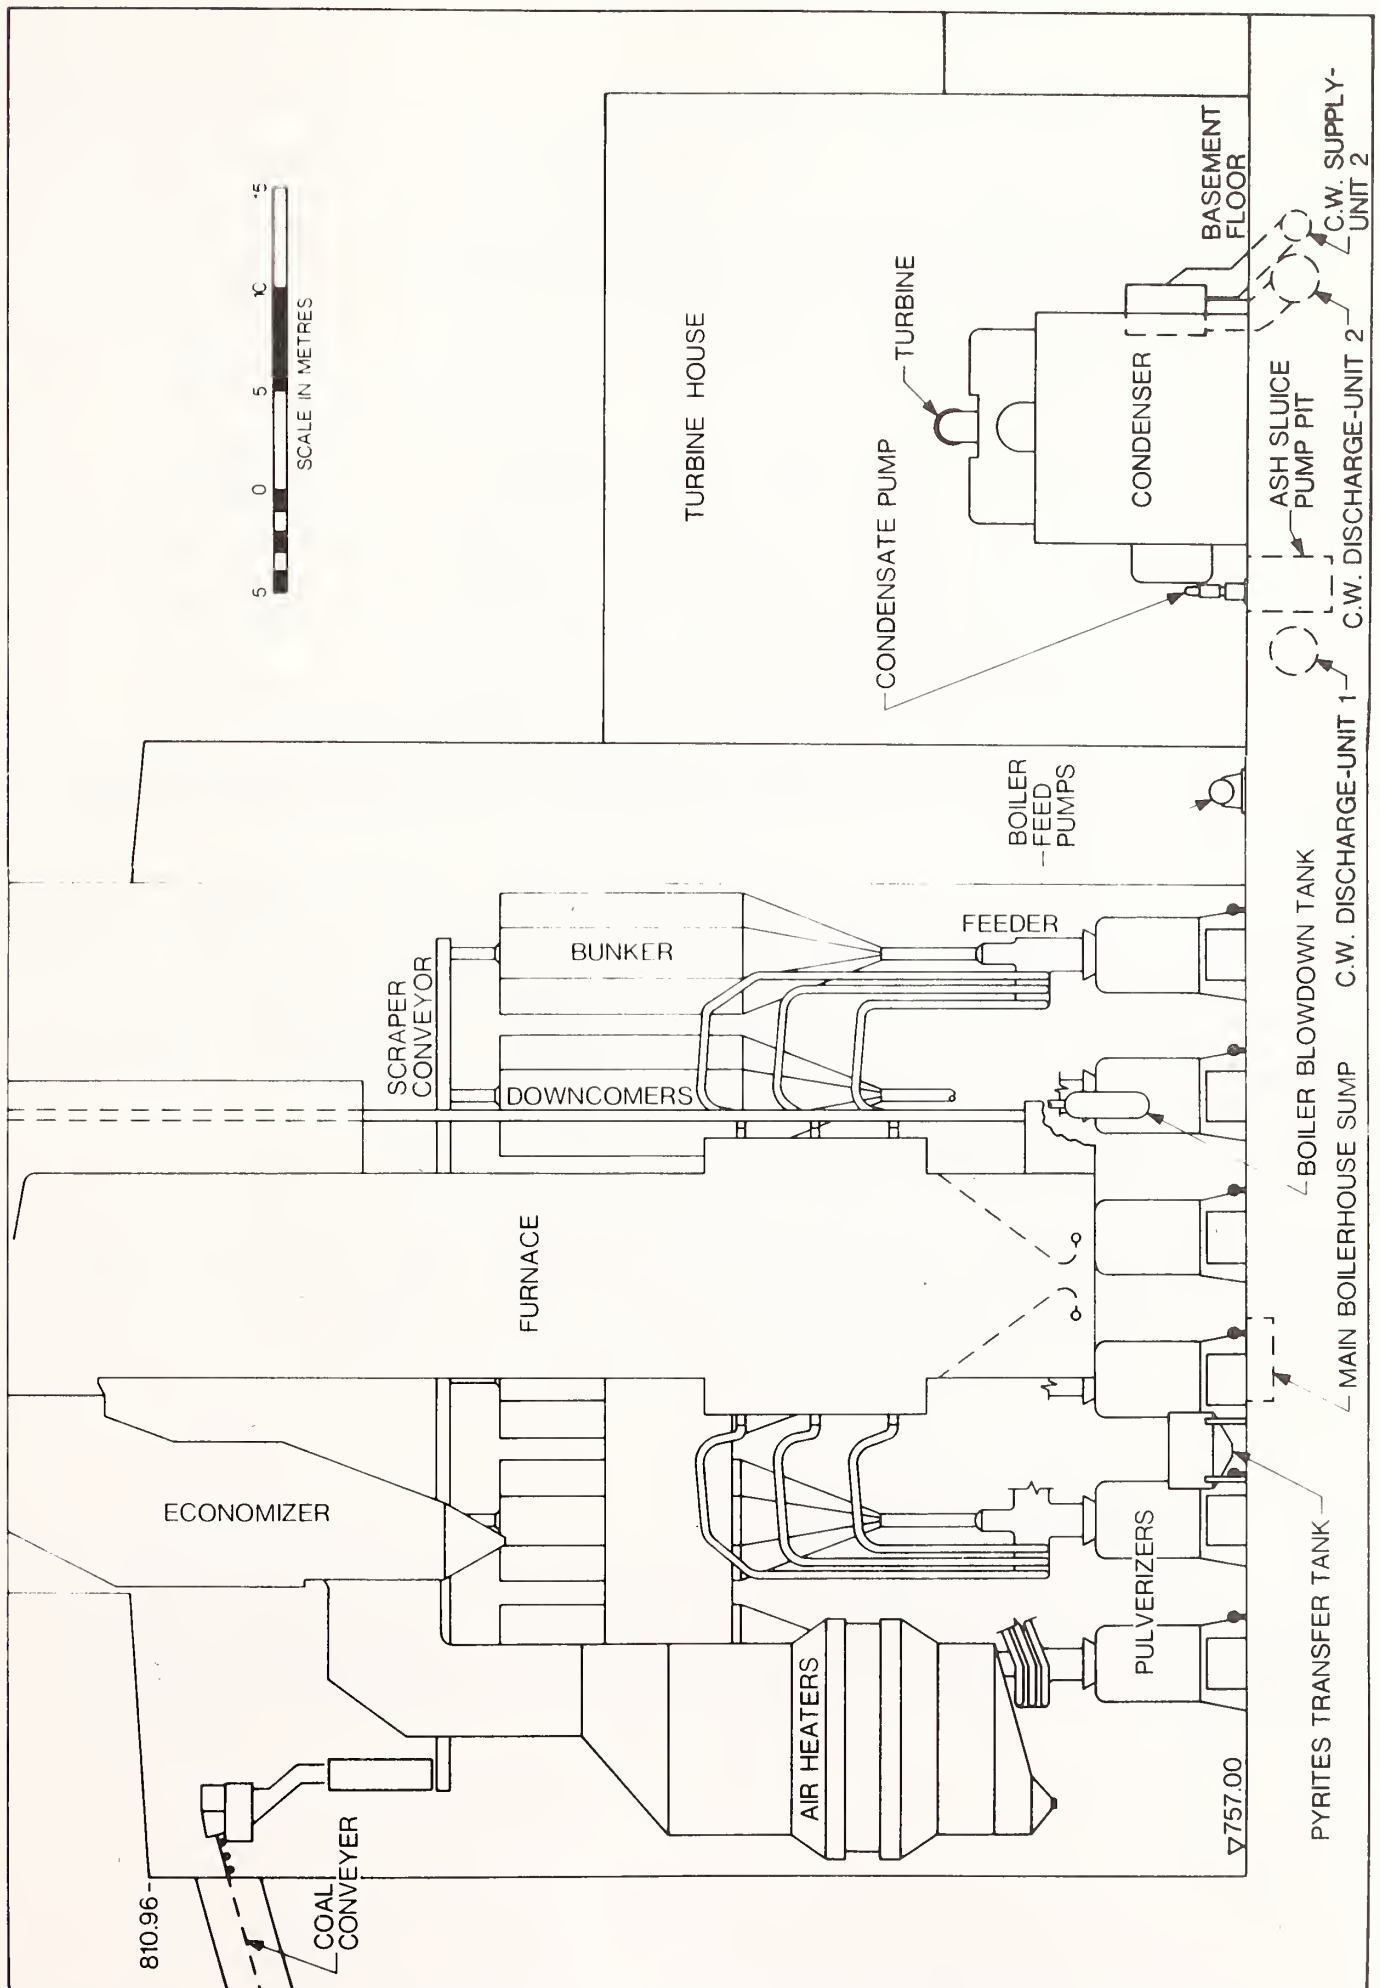 810.96
COAL
CONVEYER
ECONOMIZER
FURNACE
SCRAPER
CONVEYOR
BUNKER
DOWNCOMERS
FEEDER
BOILER
FEED
PUMPS
AIR HEATERS
PULVERIZERS
757.00
5 0 5 10 15
SCALE IN METRES
TURBINE HOUSE
TURBINE
CONDENSATE PUMP
CONDENSER
BASEMENT
FLOOR
ASH SLUICE
PUMP PIT
C.W. SUPPLY-
UNIT 2
C.W. DISCHARGE-UNIT 2
C.W. DISCHARGE-UNIT 1
BOILER BLOWDOWN TANK
MAIN BOILERHOUSE SUMP
PYRITES TRANSFER TANK